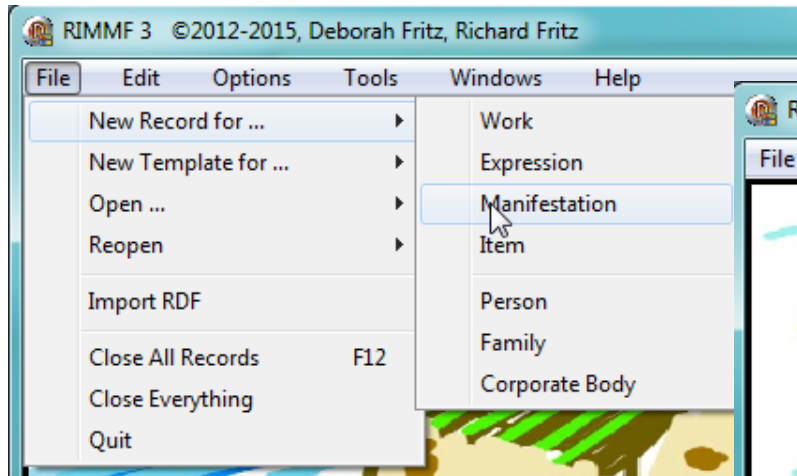 RIMMF 3 ©2012-2015, Deborah Fritz, Richard Fritz
File Edit Options Tools Windows Help
New Record for ...
New Template for ...
Open ...
Reopen
Import RDF
Close All Records F12
Close Everything
Quit
Work
Expression
Manifestation
Item
Person
Family
Corporate Body
R
File